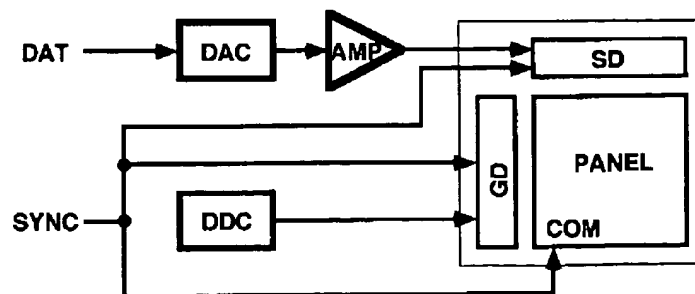 DAT
DAC
AMP
SD
GD
PANEL
SYNC
DDC
COM